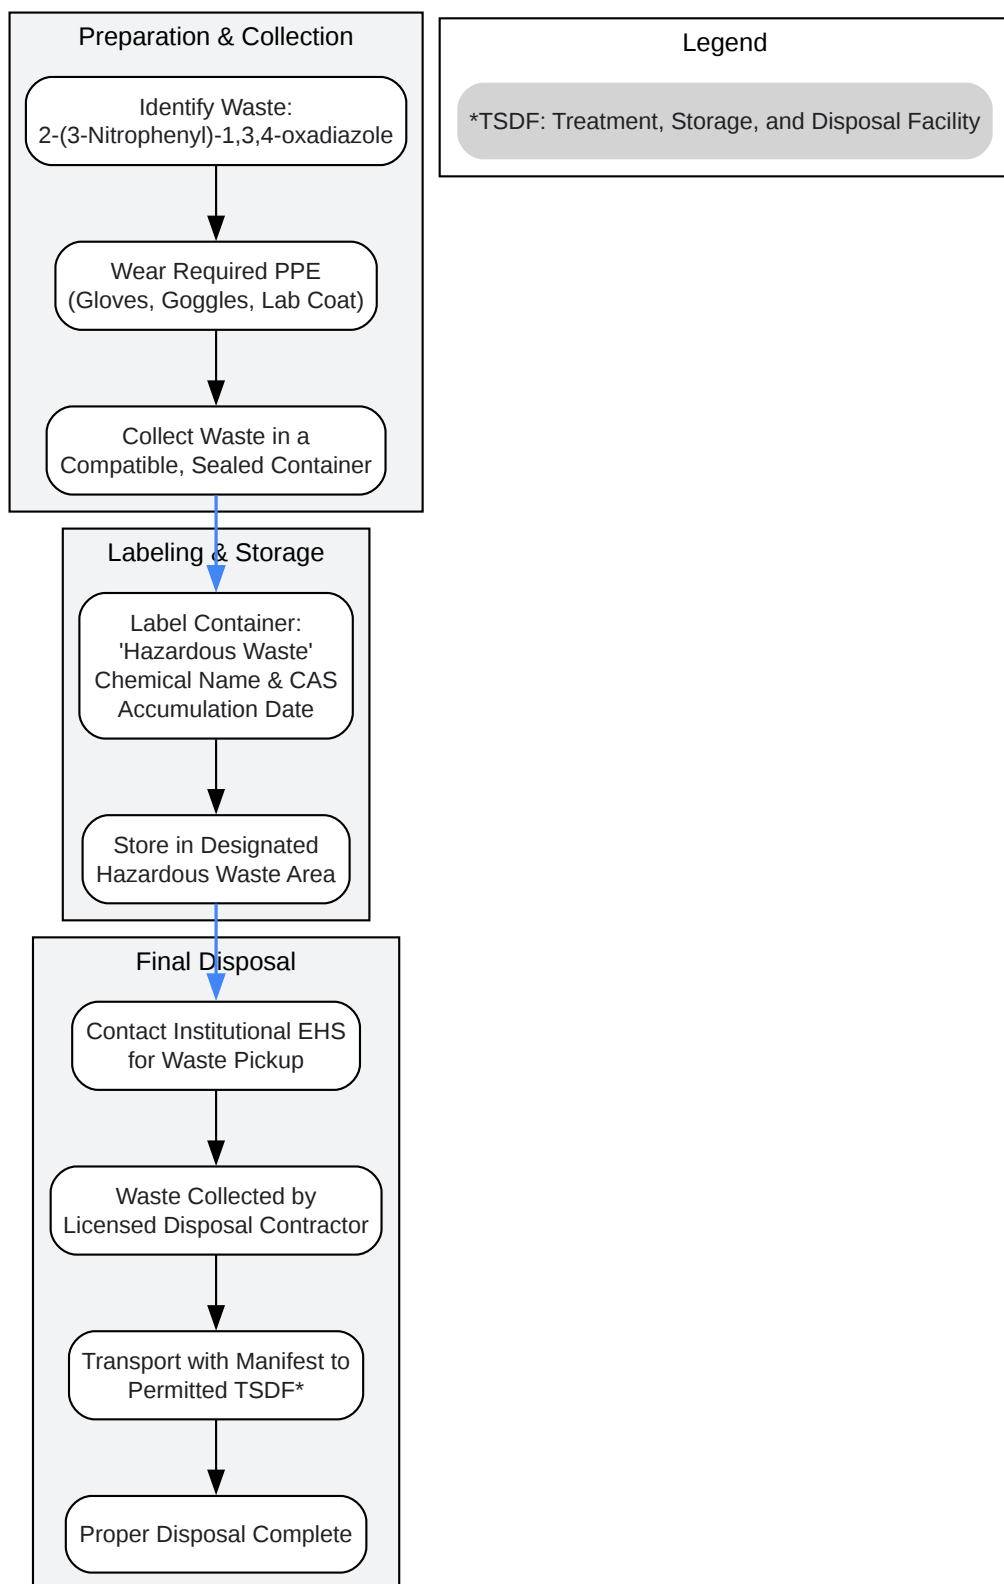 Preparation & Collection
Identify Waste:
2-(3-Nitrophenyl)-1,3,4-oxadiazole
Wear Required PPE
(Gloves, Goggles, Lab Coat)
Collect Waste in a
Compatible, Sealed Container
Labeling & Storage
Label Container:
'Hazardous Waste'
Chemical Name & CAS
Accumulation Date
Store in Designated
Hazardous Waste Area
Final Disposal
Contact Institutional EHS
for Waste Pickup
Waste Collected by
Licensed Disposal Contractor
Transport with Manifest to
Permitted TSDF*
Proper Disposal Complete
Legend
*TSDF: Treatment, Storage, and Disposal Facility